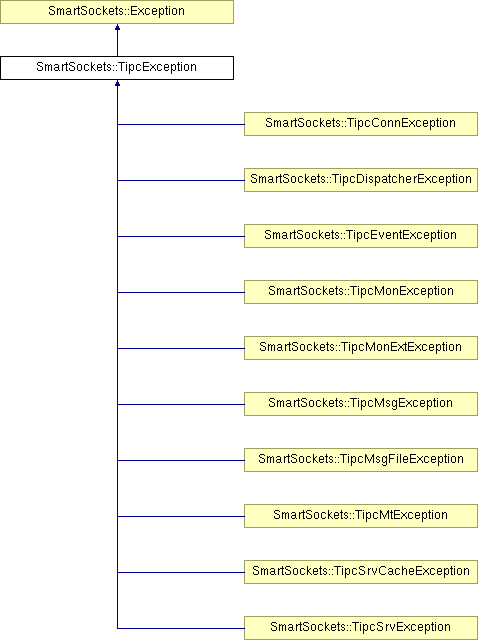 SmartSockets::Exception
SmartSockets::TipcException
SmartSockets::TipcConnException
SmartSockets::TipcDispatcherException
SmartSockets::TipcEventException
SmartSockets::TipcMonException
SmartSockets::TipcMonExtException
SmartSockets::TipcMsgException
SmartSockets::TipcMsgFileException
SmartSockets::TipcMtException
SmartSockets::TipcSrvCacheException
SmartSockets::TipcSrvException